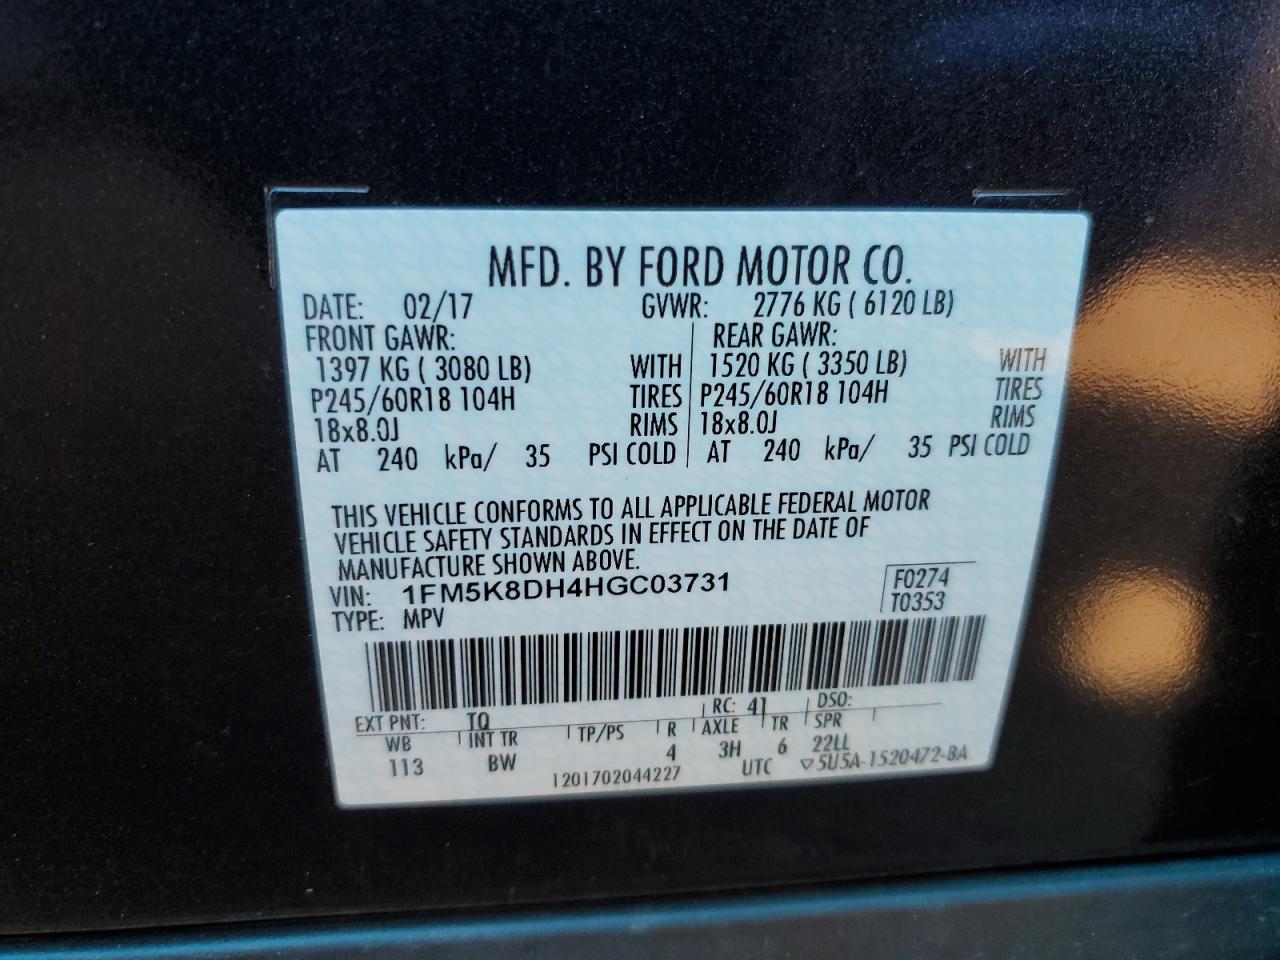 MFD. BY FORD MOTOR CO.
DATE: 02/17 GVWR: 2776 KG ( 6120 LB)
FRONT GAWR: REAR GAWR:
1397 KG ( 3080 LB) WITH 1520 KG ( 3350 LB) WITH
P245/60R18 104H TIRES P245/60R18 104H TIRES
18x8.0J RIMS 18x8.0J RIMS
AT 240 kPa/ 35 PSI COLD AT 240 kPa/ 35 PSI COLD
THIS VEHICLE CONFORMS TO ALL APPLICABLE FEDERAL MOTOR
VEHICLE SAFETY STANDARDS IN EFFECT ON THE DATE OF
MANUFACTURE SHOWN ABOVE.
VIN: 1FM5K8DH4HGC03731 F0274
TYPE: MPV T0353
EXT PNT: TQ RC: 41 DSO:
WB INT TR TP/PS R AXLE TR SPR
113 BW 4 3H 6 22LL
1201702044227 UTC ▽5U5A-1520472-BA